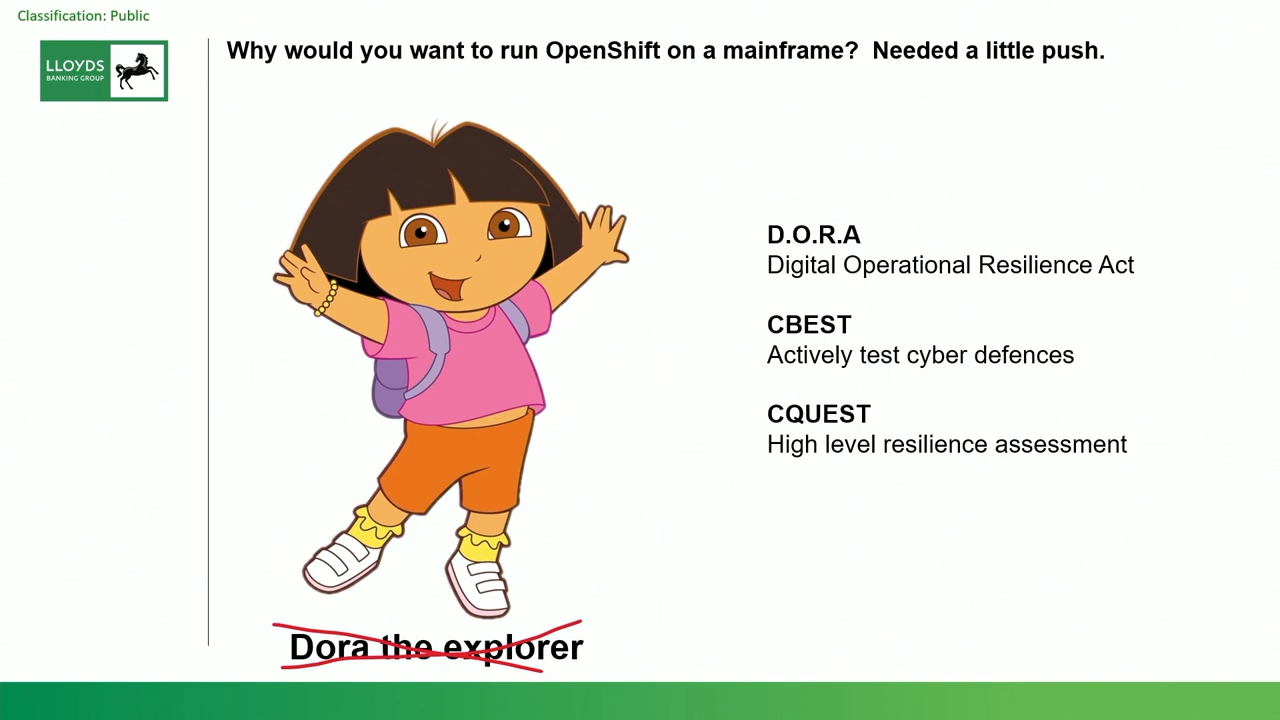 Classification: Public
LLOYDS
BANKING GROUP
Why would you want to run OpenShift on a mainframe?  Needed a little push.
D.O.R.A
Digital Operational Resilience Act
CBEST
Actively test cyber defences
CQUEST
High level resilience assessment
Dora the explorer